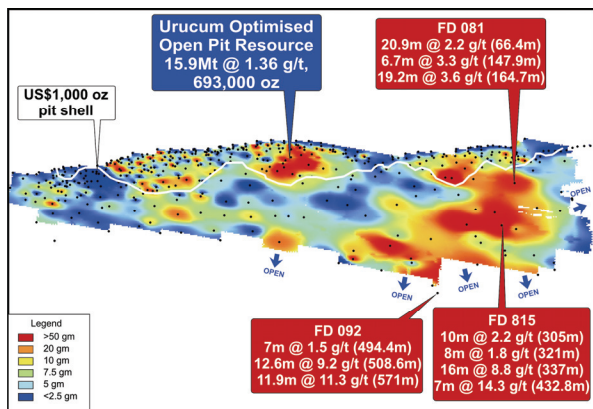 Urucum Optimised
Open Pit Resource
15.9Mt @ 1.36 g/t,
693,000 oz
FD 081
20.9m @ 2.2 g/t (66.4m)
6.7m @ 3.3 g/t (147.9m)
19.2m @ 3.6 g/t (164.7m)
US$1,000 oz
pit shell
OPEN
OPEN
OPEN
OPEN
OPEN
Legend
>50 gm
20 gm
10 gm
7.5 gm
5 gm
<2.5 gm
FD 092
7m @ 1.5 g/t (494.4m)
12.6m @ 9.2 g/t (508.6m)
11.9m @ 11.3 g/t (571m)
FD 815
10m @ 2.2 g/t (305m)
8m @ 1.8 g/t (321m)
16m @ 8.8 g/t (337m)
7m @ 14.3 g/t (432.8m)